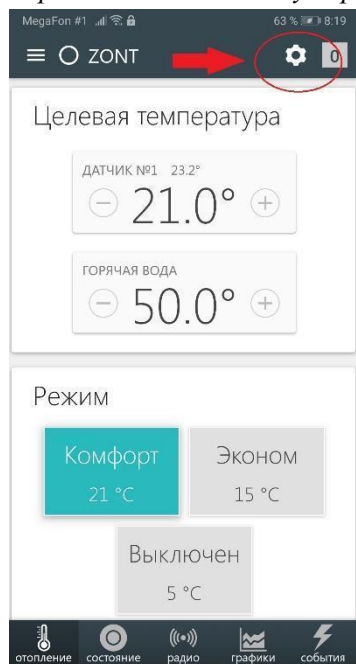 MegaFon #1 63 % 8:19
ZONT 0
Целевая температура
ДАТЧИК №1 23.2°
21.0°
ГОРЯЧАЯ ВОДА
50.0°
Режим
Комфорт Эконом
21 °C 15 °C
Выключен
5 °C
отопление состояние радио графики события